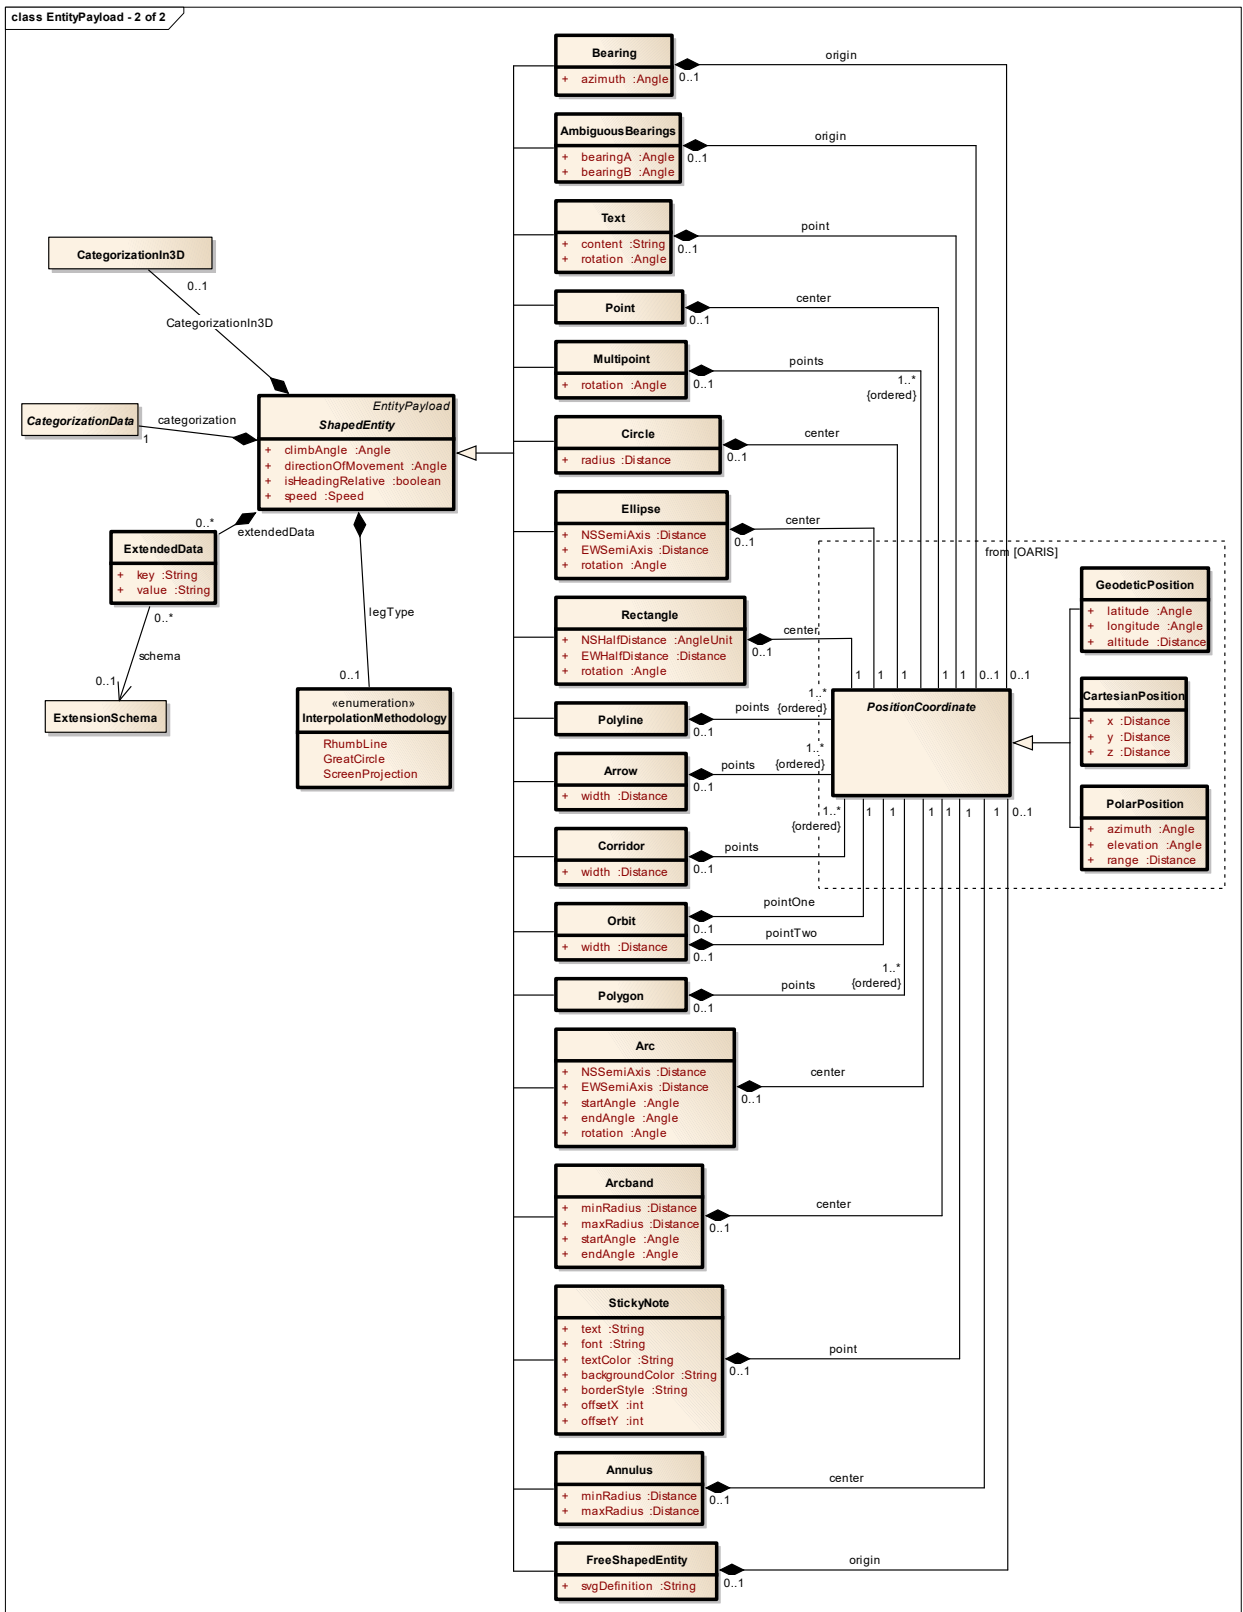 class EntityPayload - 2 of 2
Bearing
+ azimuth :Angle
0..1
origin
AmbiguousBearings
+ bearingA :Angle
+ bearingB :Angle
0..1
origin
Text
+ content :String
+ rotation :Angle
0..1
point
Point
0..1
center
Multipoint
+ rotation :Angle
0..1
points
1..*
{ordered}
Circle
+ radius :Distance
0..1
center
Ellipse
+ NSSemiAxis :Distance
+ EWSemiAxis :Distance
+ rotation :Angle
0..1
center
Rectangle
+ NSHalfDistance :AngleUnit
+ EWHalfDistance :Distance
+ rotation :Angle
0..1
center
Polyline
0..1
points
1..*
{ordered}
Arrow
+ width :Distance
0..1
points
1..*
{ordered}
Corridor
+ width :Distance
0..1
points
1..*
{ordered}
Orbit
+ width :Distance
0..1
pointOne
0..1
pointTwo
Polygon
0..1
points
1..*
{ordered}
Arc
+ NSSemiAxis :Distance
+ EWSemiAxis :Distance
+ startAngle :Angle
+ endAngle :Angle
+ rotation :Angle
0..1
center
Arcband
+ minRadius :Distance
+ maxRadius :Distance
+ startAngle :Angle
+ endAngle :Angle
0..1
center
StickyNote
+ text :String
+ font :String
+ textColor :String
+ backgroundColor :String
+ borderStyle :String
+ offsetX :int
+ offsetY :int
0..1
point
Annulus
+ minRadius :Distance
+ maxRadius :Distance
0..1
center
FreeShapedEntity
+ svgDefinition :String
0..1
origin
CategorizationIn3D
0..1
CategorizationIn3D
CategorizationData
1
categorization
EntityPayload
ShapedEntity
+ climbAngle :Angle
+ directionOfMovement :Angle
+ isHeadingRelative :boolean
+ speed :Speed
0..*
extendedData
ExtendedData
+ key :String
+ value :String
0..*
schema
0..1
ExtensionSchema
legType
0..1
«enumeration»
InterpolationMethodology
RhumbLine
GreatCircle
ScreenProjection
from [OARIS]
1 1 1 1 1 0..1 0..1
PositionCoordinate
1 1 1 1 1 1 0..1
GeodeticPosition
+ latitude :Angle
+ longitude :Angle
+ altitude :Distance
CartesianPosition
+ x :Distance
+ y :Distance
+ z :Distance
PolarPosition
+ azimuth :Angle
+ elevation :Angle
+ range :Distance